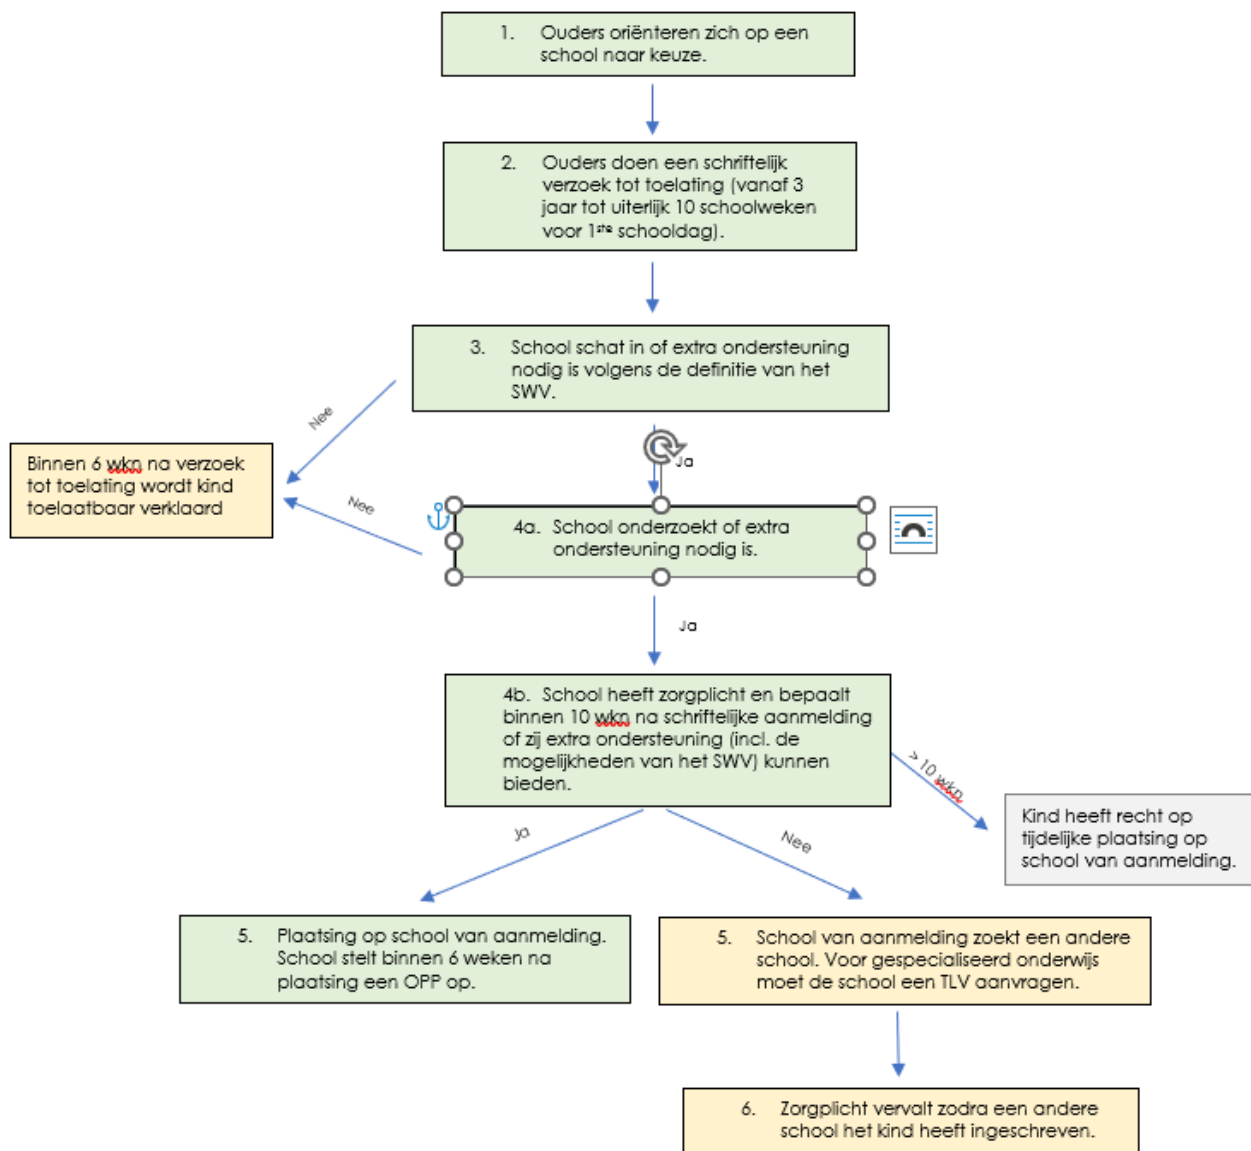 1. Ouders oriënteren zich op een
school naar keuze.
2. Ouders doen een schriftelijk
verzoek tot toelating (vanaf 3
jaar tot uiterlijk 10 schoolweken
voor 1ste schooldag).
3. School schat in of extra ondersteuning
nodig is volgens de definitie van het
SWV.
Nee
Ja
Binnen 6 wkn na verzoek
tot toelating wordt kind
toelaatbaar verklaard
Nee
4a. School onderzoekt of extra
ondersteuning nodig is.
Ja
4b. School heeft zorgplicht en bepaalt
binnen 10 wkn na schriftelijke aanmelding
of zij extra ondersteuning (incl. de
mogelijkheden van het SWV) kunnen
bieden.
> 10 wkn
Kind heeft recht op
tijdelijke plaatsing op
school van aanmelding.
Ja
Nee
5. Plaatsing op school van aanmelding.
School stelt binnen 6 weken na
plaatsing een OPP op.
5. School van aanmelding zoekt een andere
school. Voor gespecialiseerd onderwijs
moet de school een TLV aanvragen.
6. Zorgplicht vervalt zodra een andere
school het kind heeft ingeschreven.